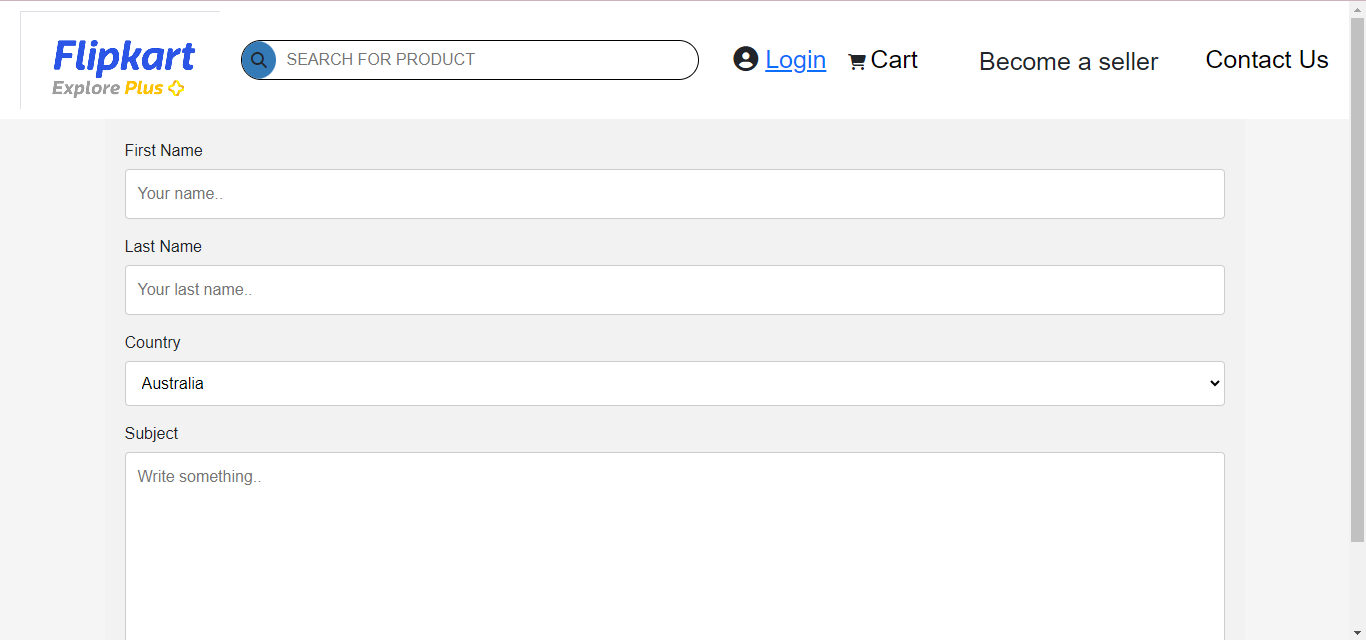 Flipkart
Explore Plus
SEARCH FOR PRODUCT
Login
Cart
Become a seller
Contact Us
First Name
Your name..
Last Name
Your last name..
Country
Australia
Subject
Write something..